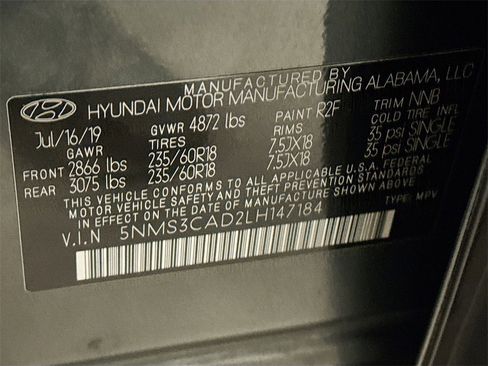 MANUFACTURED BY
HYUNDAI MOTOR MANUFACTURING ALABAMA, LLC
Jul/16/19 GVWR 4872 lbs PAINT R2F TRIM NNB
GAWR TIRES RIMS COLD TIRE INFL
FRONT 2866 lbs 235/60R18 7.5JX18 35 psi SINGLE
REAR 3075 lbs 235/60R18 7.5JX18 35 psi SINGLE
THIS VEHICLE CONFORMS TO ALL APPLICABLE U.S.A. FEDERAL
MOTOR VEHICLE SAFETY AND THEFT PREVENTION STANDARDS
IN EFFECT ON THE DATE OF MANUFACTURE SHOWN ABOVE.
V.I.N 5NMS3CAD2LH147184 TYPE: MPV